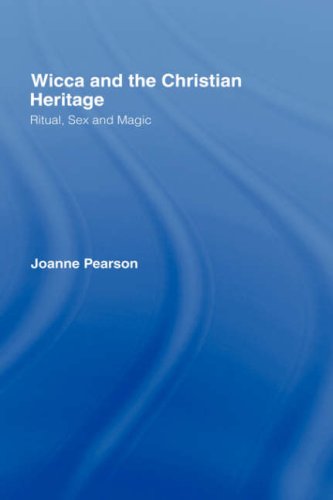 Wicca and the Christian
Heritage
Ritual, Sex and Magic
Joanne Pearson